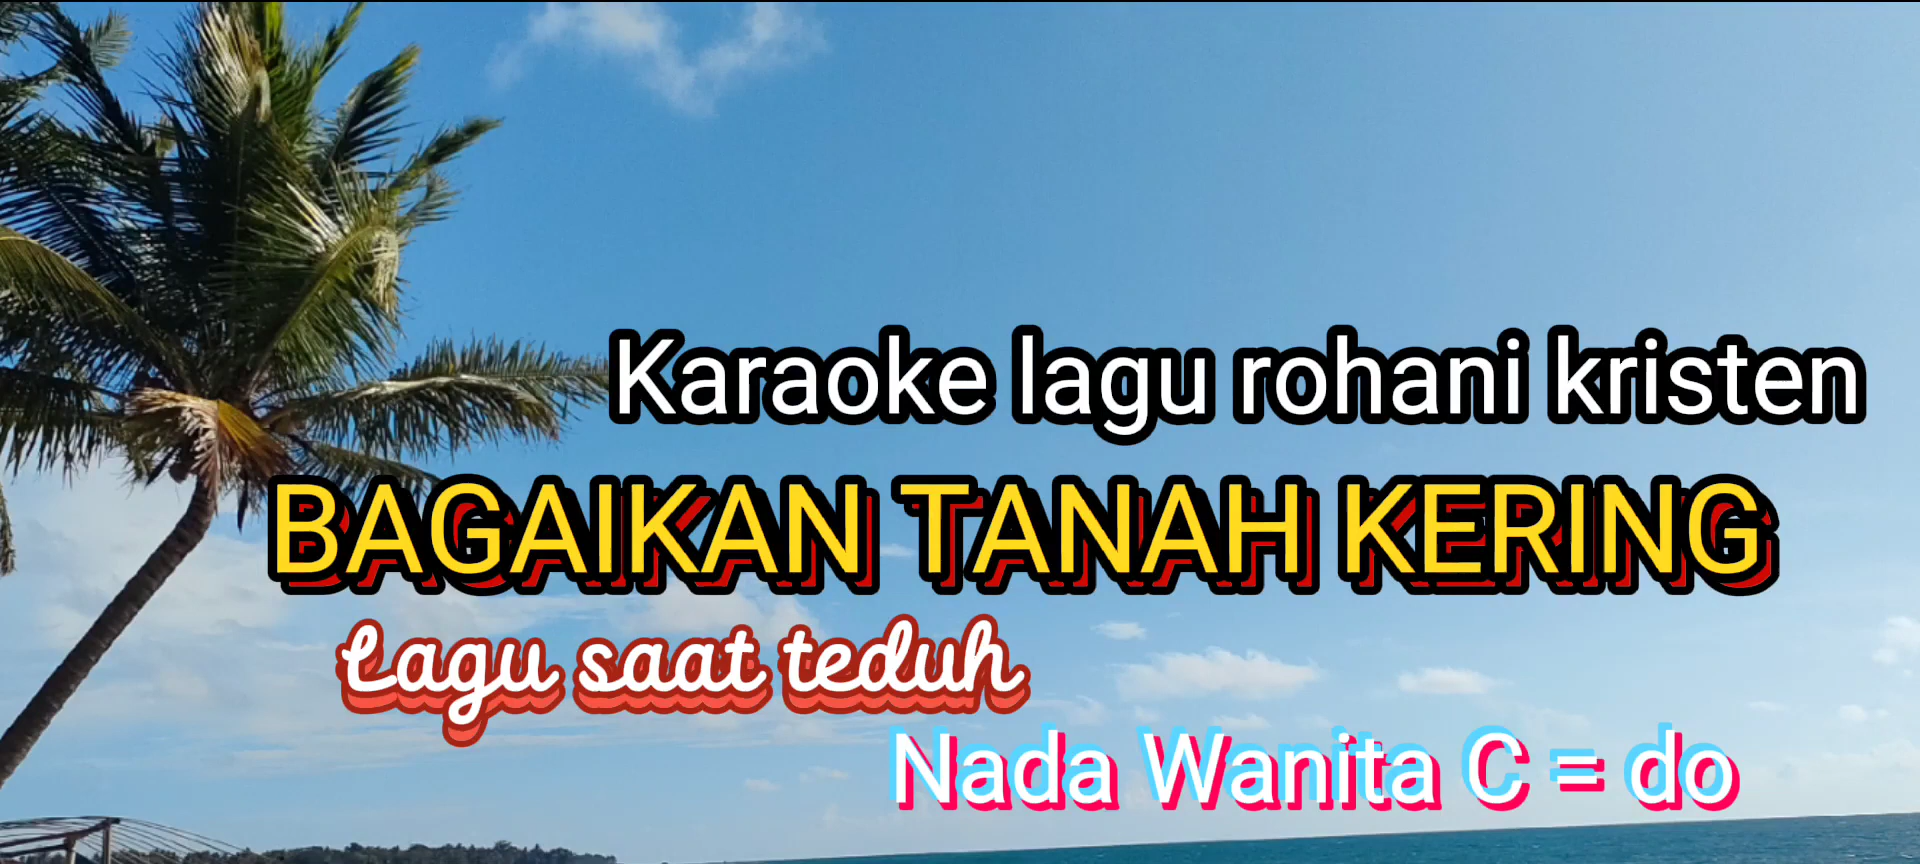 Karaoke lagu rohani kristen
BAGAIKAN TANAH KERING
Lagu saat teduh
Nada Wanita C = do